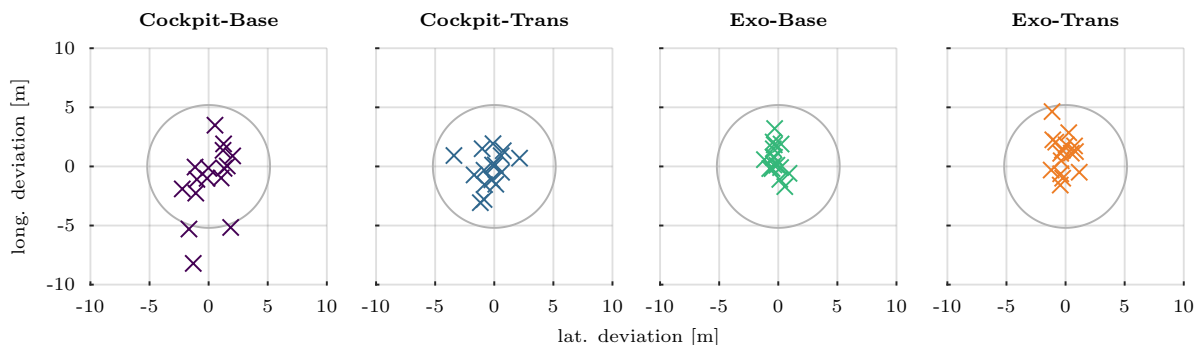 Cockpit-Base Cockpit-Trans Exo-Base Exo-Trans
long. deviation [m]
10
5
0
-5
-10
-10 -5 0 5 10 -10 -5 0 5 10 -10 -5 0 5 10 -10 -5 0 5 10
lat. deviation [m]